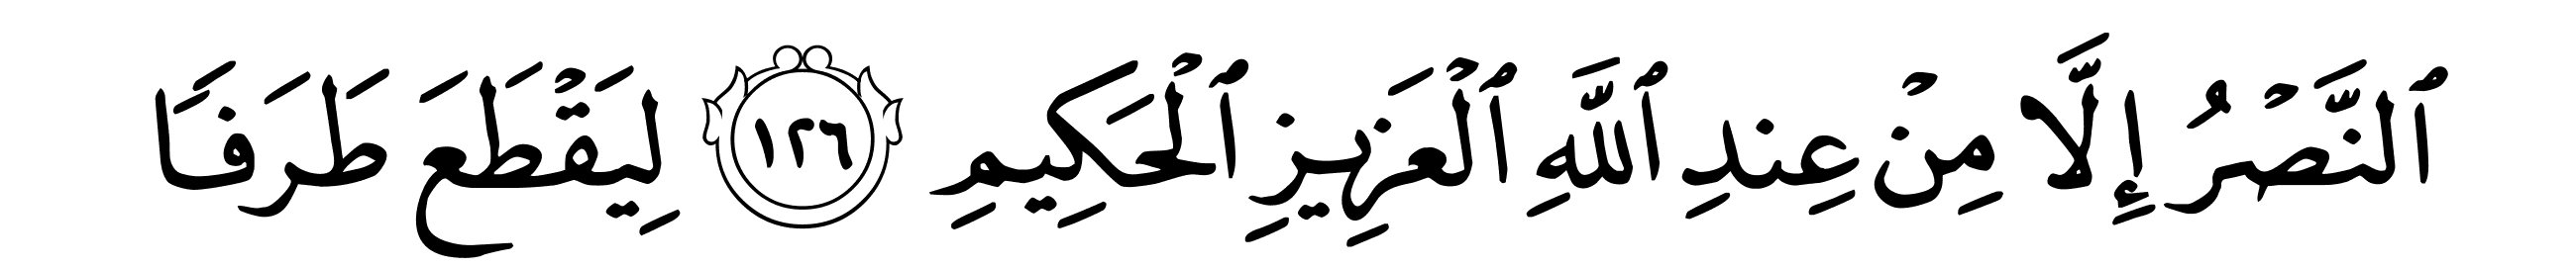 ٱلنَّصْرُ إِلَّا مِنْ عِندِ ٱللَّهِ ٱلْعَزِيزِ ٱلْحَكِيمِ ١٢٦ لِيَقْطَعَ طَرَفًا